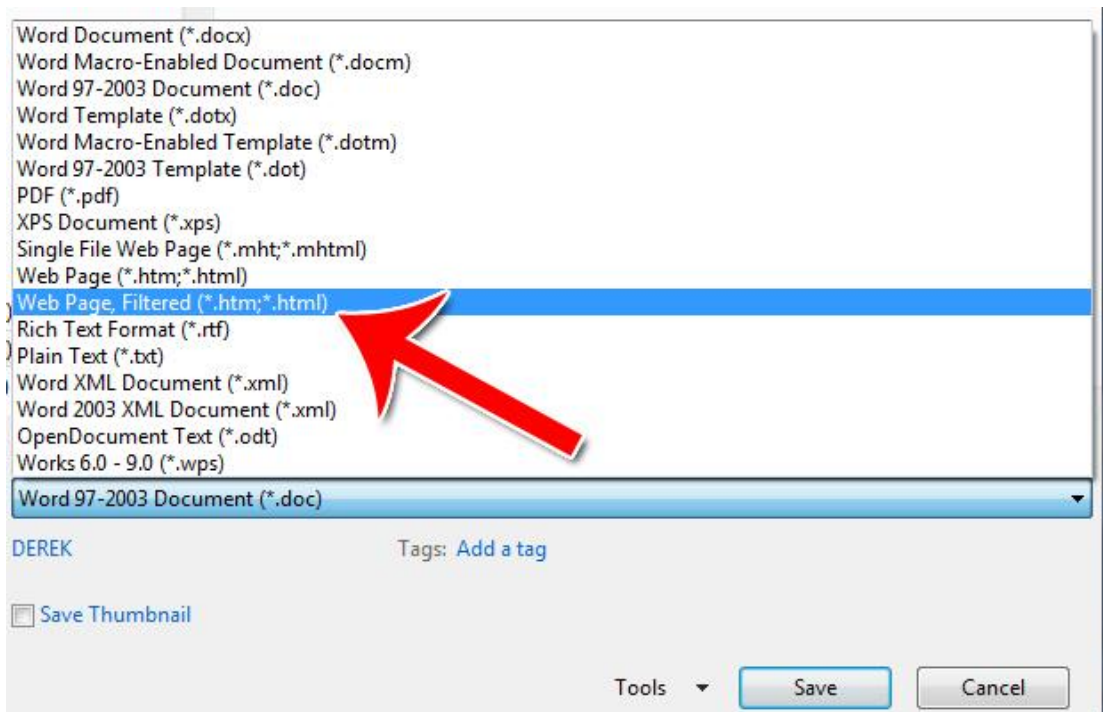 Word Document (*.docx)
Word Macro-Enabled Document (*.docm)
Word 97-2003 Document (*.doc)
Word Template (*.dotx)
Word Macro-Enabled Template (*.dotm)
Word 97-2003 Template (*.dot)
PDF (*.pdf)
XPS Document (*.xps)
Single File Web Page (*.mht;*.mhtml)
Web Page (*.htm;*.html)
Web Page, Filtered (*.htm;*.html)
Rich Text Format (*.rtf)
Plain Text (*.txt)
Word XML Document (*.xml)
Word 2003 XML Document (*.xml)
OpenDocument Text (*.odt)
Works 6.0 - 9.0 (*.wps)
Word 97-2003 Document (*.doc)
DEREK Tags: Add a tag
Save Thumbnail
Tools Save Cancel